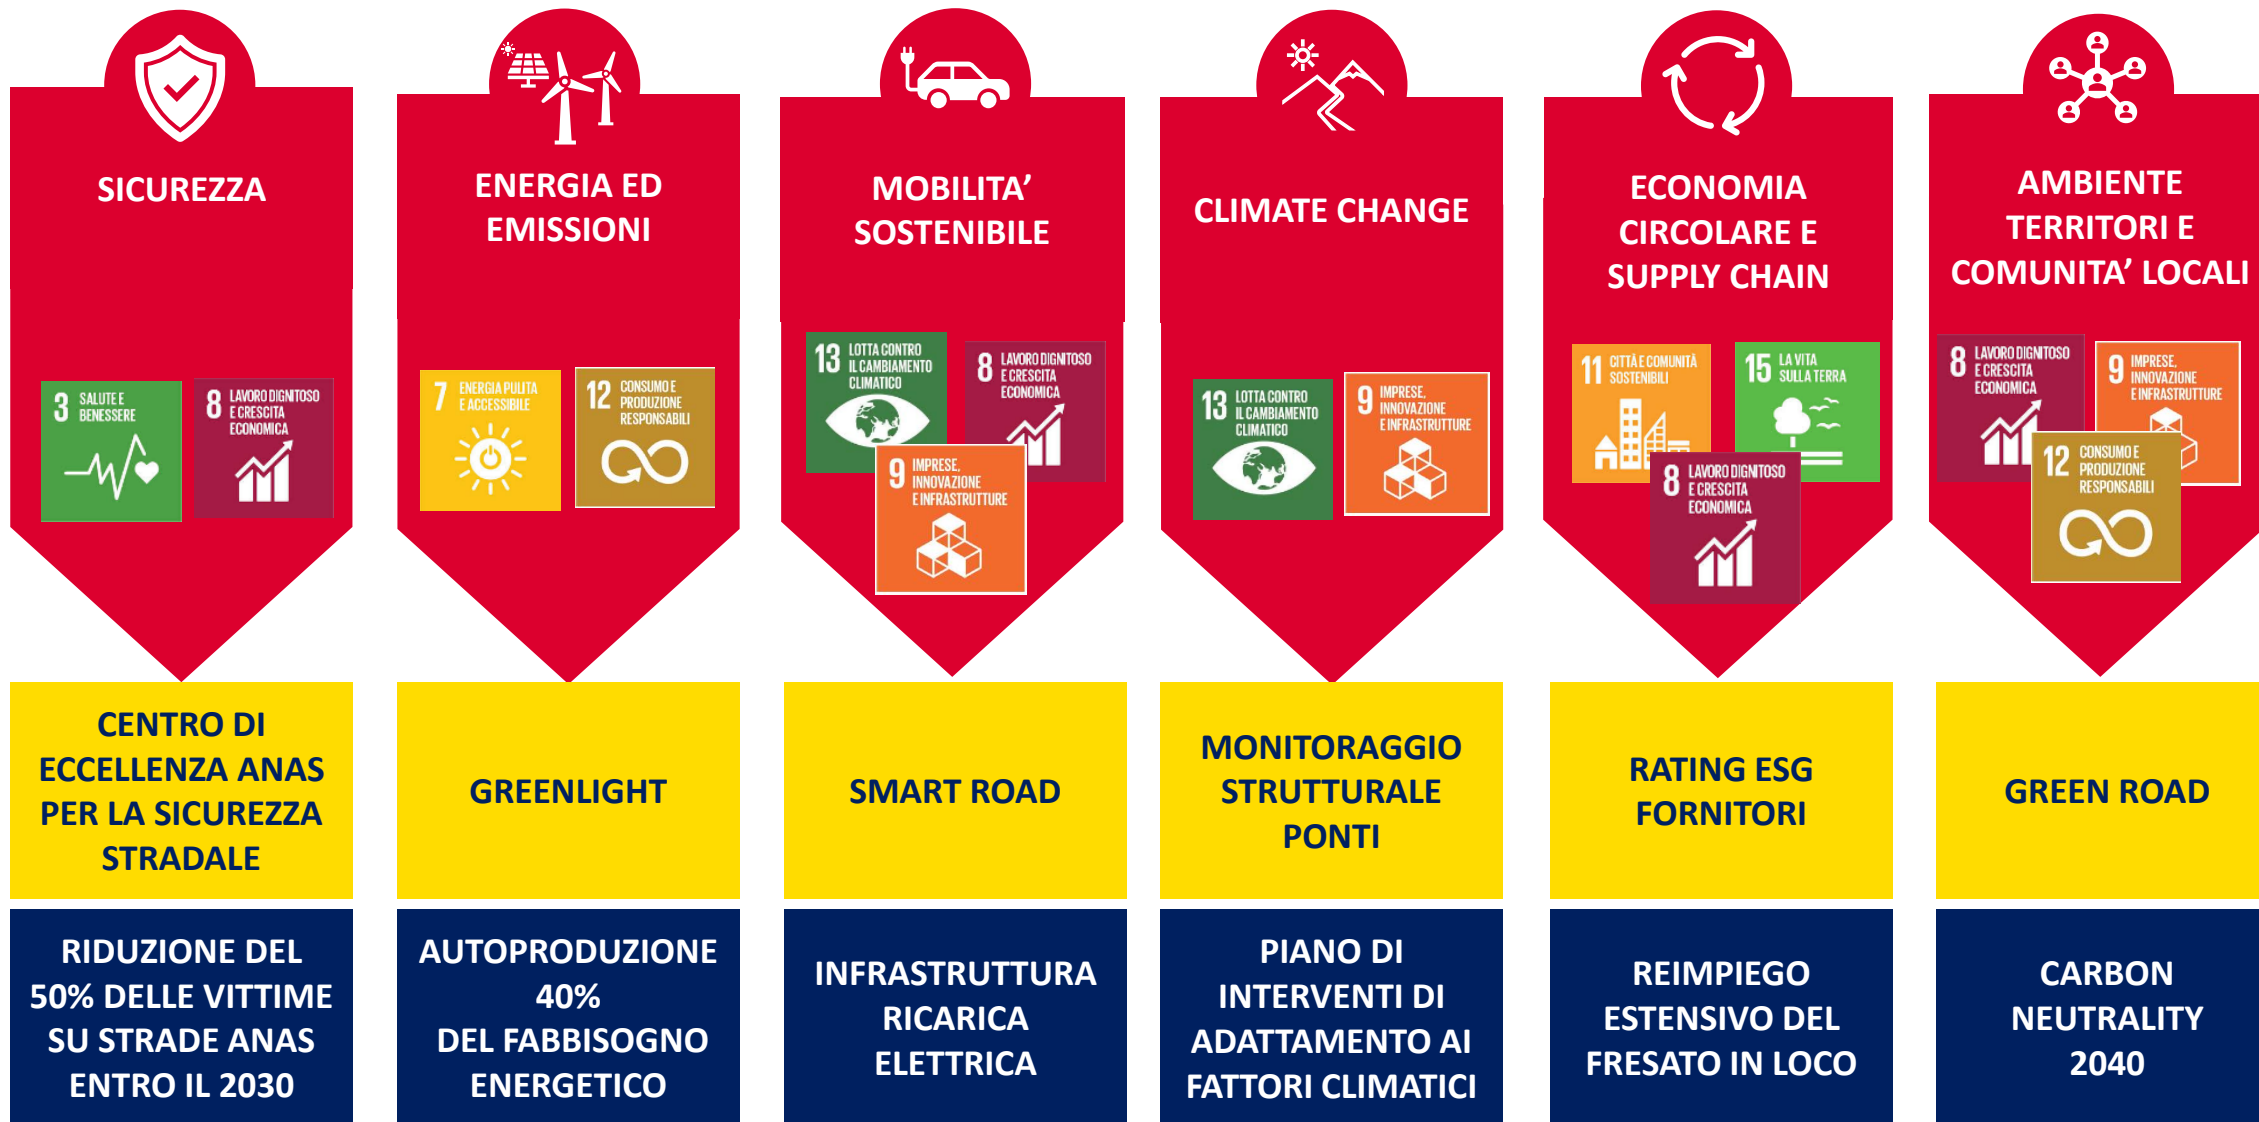 SICUREZZA
3 SALUTE E
BENESSERE
8 LAVORO DIGNITOSO
E CRESCITA
ECONOMICA
CENTRO DI
ECCELLENZA ANAS
PER LA SICUREZZA
STRADALE
RIDUZIONE DEL
50% DELLE VITTIME
SU STRADE ANAS
ENTRO IL 2030
ENERGIA ED
EMISSIONI
7 ENERGIA PULITA
E ACCESSIBILE
12 CONSUMO E
PRODUZIONE
RESPONSABILI
GREENLIGHT
AUTOPRODUZIONE
40%
DEL FABBISOGNO
ENERGETICO
MOBILITA’
SOSTENIBILE
13 LOTTA CONTRO
IL CAMBIAMENTO
CLIMATICO
8 LAVORO DIGNITOSO
E CRESCITA
ECONOMICA
9 IMPRESE,
INNOVAZIONE
E INFRASTRUTTURE
SMART ROAD
INFRASTRUTTURA
RICARICA
ELETTRICA
CLIMATE CHANGE
13 LOTTA CONTRO
IL CAMBIAMENTO
CLIMATICO
9 IMPRESE,
INNOVAZIONE
E INFRASTRUTTURE
MONITORAGGIO
STRUTTURALE
PONTI
PIANO DI
INTERVENTI DI
ADATTAMENTO AI
FATTORI CLIMATICI
ECONOMIA
CIRCOLARE E
SUPPLY CHAIN
11 CITTÀ E COMUNITÀ
SOSTENIBILI
15 LA VITA
SULLA TERRA
8 LAVORO DIGNITOSO
E CRESCITA
ECONOMICA
RATING ESG
FORNITORI
REIMPIEGO
ESTENSIVO DEL
FRESATO IN LOCO
AMBIENTE
TERRITORI E
COMUNITA’ LOCALI
8 LAVORO DIGNITOSO
E CRESCITA
ECONOMICA
9 IMPRESE,
INNOVAZIONE
E INFRASTRUTTURE
12 CONSUMO E
PRODUZIONE
RESPONSABILI
GREEN ROAD
CARBON
NEUTRALITY
2040